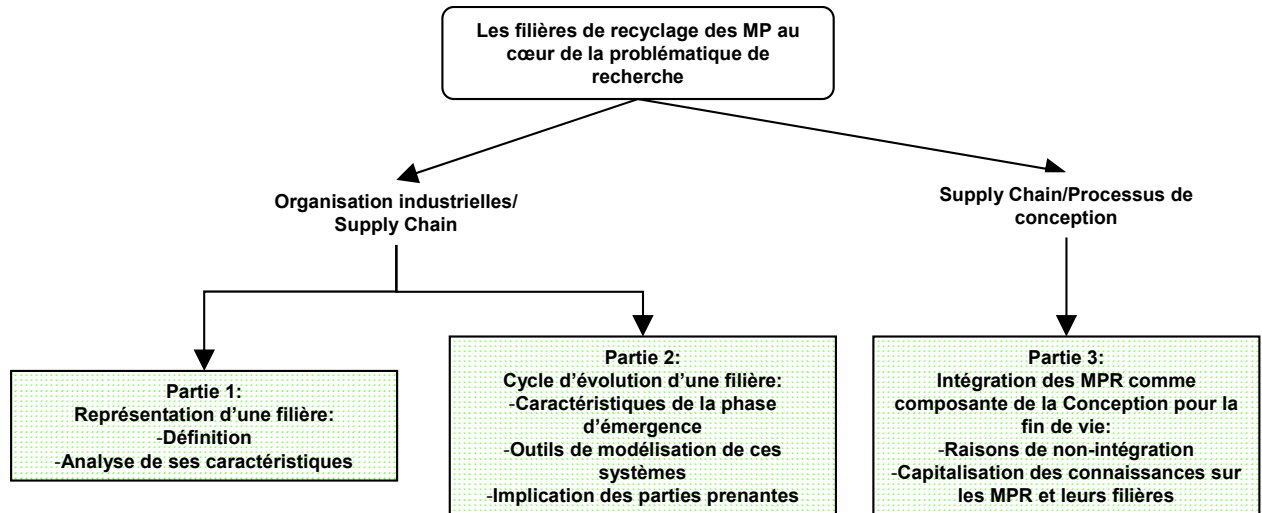 Les filières de recyclage des MP au
cœur de la problématique de
recherche
Organisation industrielles/
Supply Chain
Supply Chain/Processus de
conception
Partie 1:
Représentation d’une filière:
-Définition
-Analyse de ses caractéristiques
Partie 2:
Cycle d’évolution d’une filière:
-Caractéristiques de la phase
d’émergence
-Outils de modélisation de ces
systèmes
-Implication des parties prenantes
Partie 3:
Intégration des MPR comme
composante de la Conception pour la
fin de vie:
-Raisons de non-intégration
-Capitalisation des connaissances sur
les MPR et leurs filières